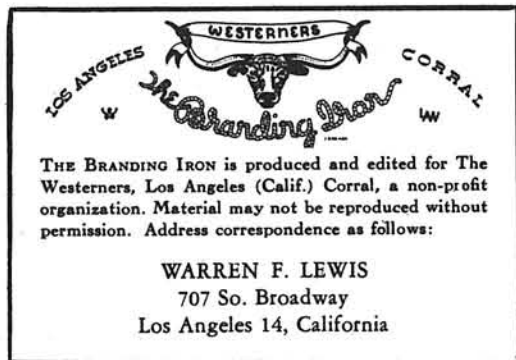 WESTERNERS
LOS ANGELES CORRAL
The Branding Iron
THE BRANDING IRON is produced and edited for The
Westerners, Los Angeles (Calif.) Corral, a non-profit
organization. Material may not be reproduced without
permission. Address correspondence as follows:
WARREN F. LEWIS
707 So. Broadway
Los Angeles 14, California